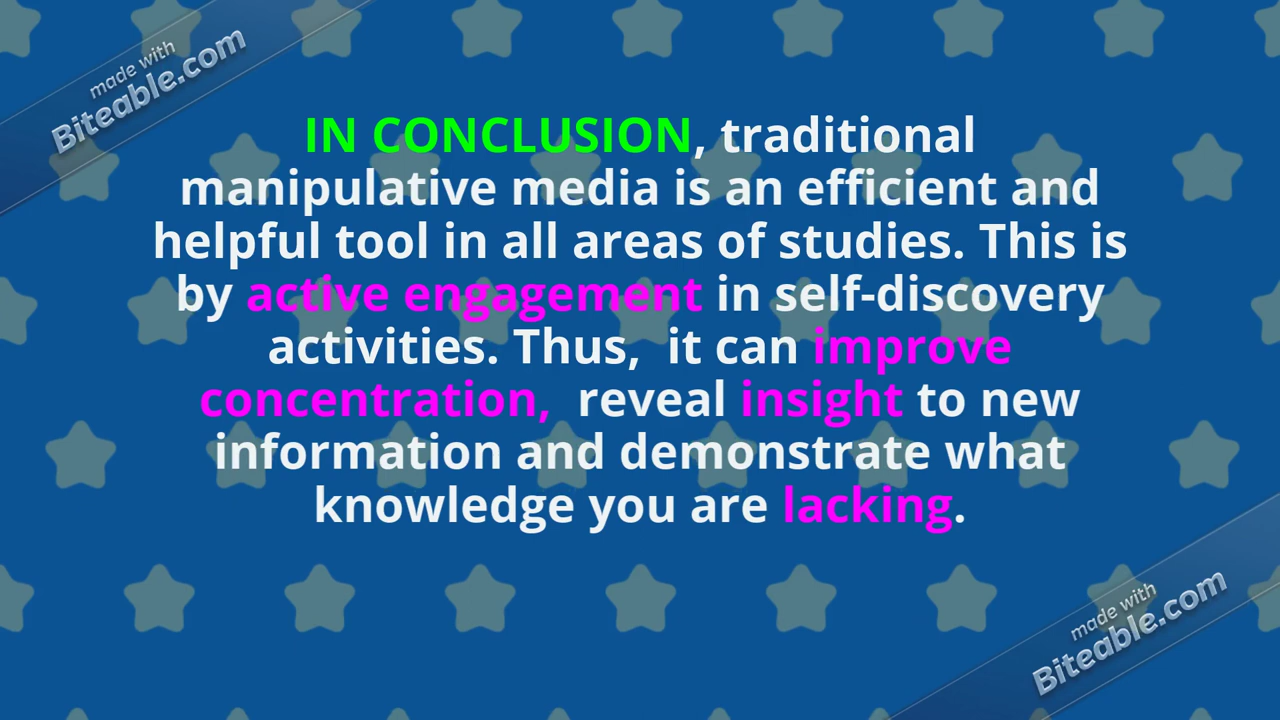 made with
Biteable.com
IN CONCLUSION, traditional
manipulative media is an efficient and
helpful tool in all areas of studies. This is
by active engagement in self-discovery
activities. Thus,  it can improve
concentration,  reveal insight to new
information and demonstrate what
knowledge you are lacking.
made with
Biteable.com